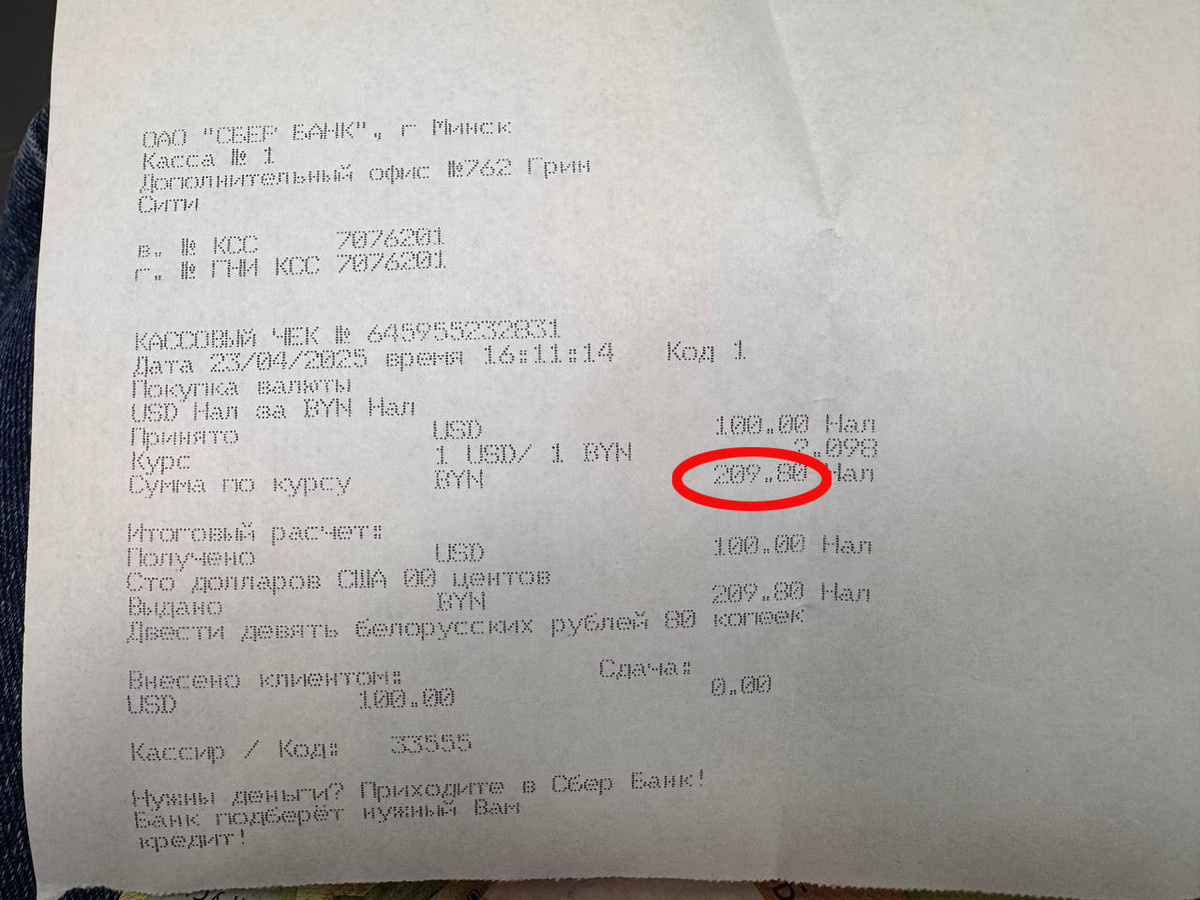 ОАО "СБЕР БАНК", г Минск
Касса № 1
Дополнительный офис №762 Грин
Сити
в. № КСС 7076201
г. № ГНИ КСС 7076201
КАССОВЫЙ ЧЕК № 645955232831
Дата 23/04/2025 время 16:11:14 Код 1
Покупка валюты
USD Нал за BYN Нал
Принято USD 100.00 Нал
Курс 1 USD/ 1 BYN 2.098
Сумма по курсу BYN 209.80 Нал
Итоговый расчет:
Получено USD 100.00 Нал
Сто долларов США 00 центов
Выдано BYN 209.80 Нал
Двести девять белорусских рублей 80 копеек
Внесено клиентом: Сдача:
USD 100.00 0.00
Кассир / Код: 33555
Нужны деньги? Приходите в Сбер Банк!
Банк подберёт нужный Вам
кредит!